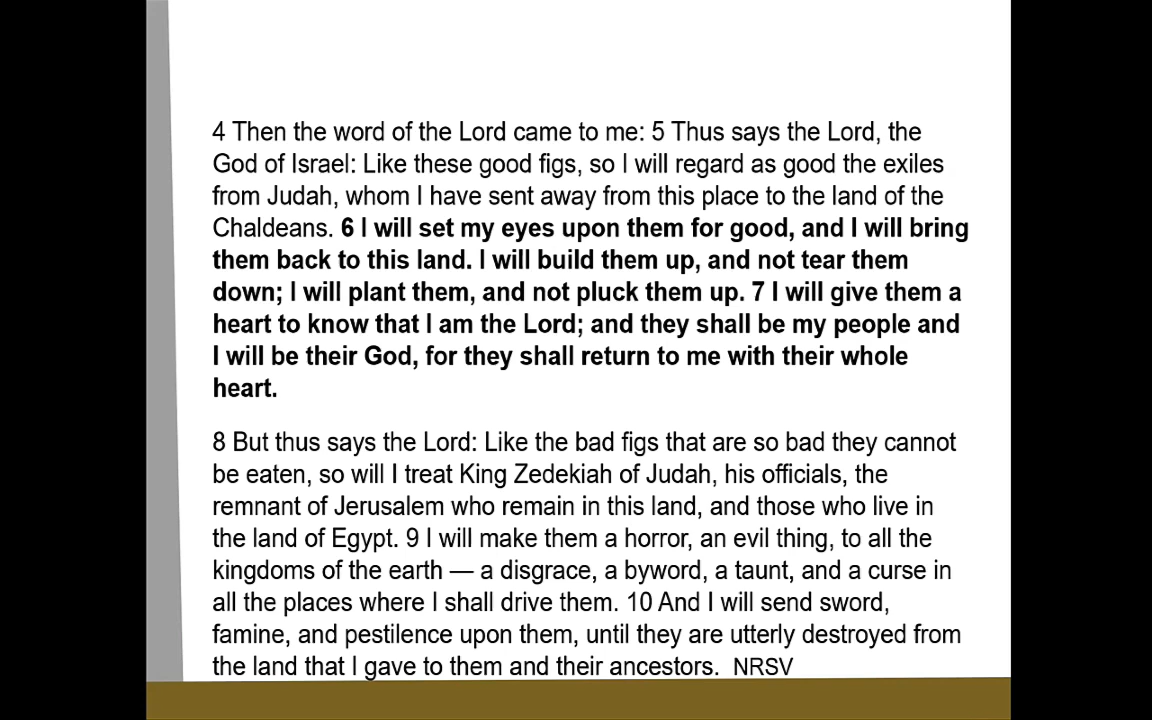 4 Then the word of the Lord came to me: 5 Thus says the Lord, the
God of Israel: Like these good figs, so I will regard as good the exiles
from Judah, whom I have sent away from this place to the land of the
Chaldeans. 6 I will set my eyes upon them for good, and I will bring
them back to this land. I will build them up, and not tear them
down; I will plant them, and not pluck them up. 7 I will give them a
heart to know that I am the Lord; and they shall be my people and
I will be their God, for they shall return to me with their whole
heart.
8 But thus says the Lord: Like the bad figs that are so bad they cannot
be eaten, so will I treat King Zedekiah of Judah, his officials, the
remnant of Jerusalem who remain in this land, and those who live in
the land of Egypt. 9 I will make them a horror, an evil thing, to all the
kingdoms of the earth — a disgrace, a byword, a taunt, and a curse in
all the places where I shall drive them. 10 And I will send sword,
famine, and pestilence upon them, until they are utterly destroyed from
the land that I gave to them and their ancestors. NRSV